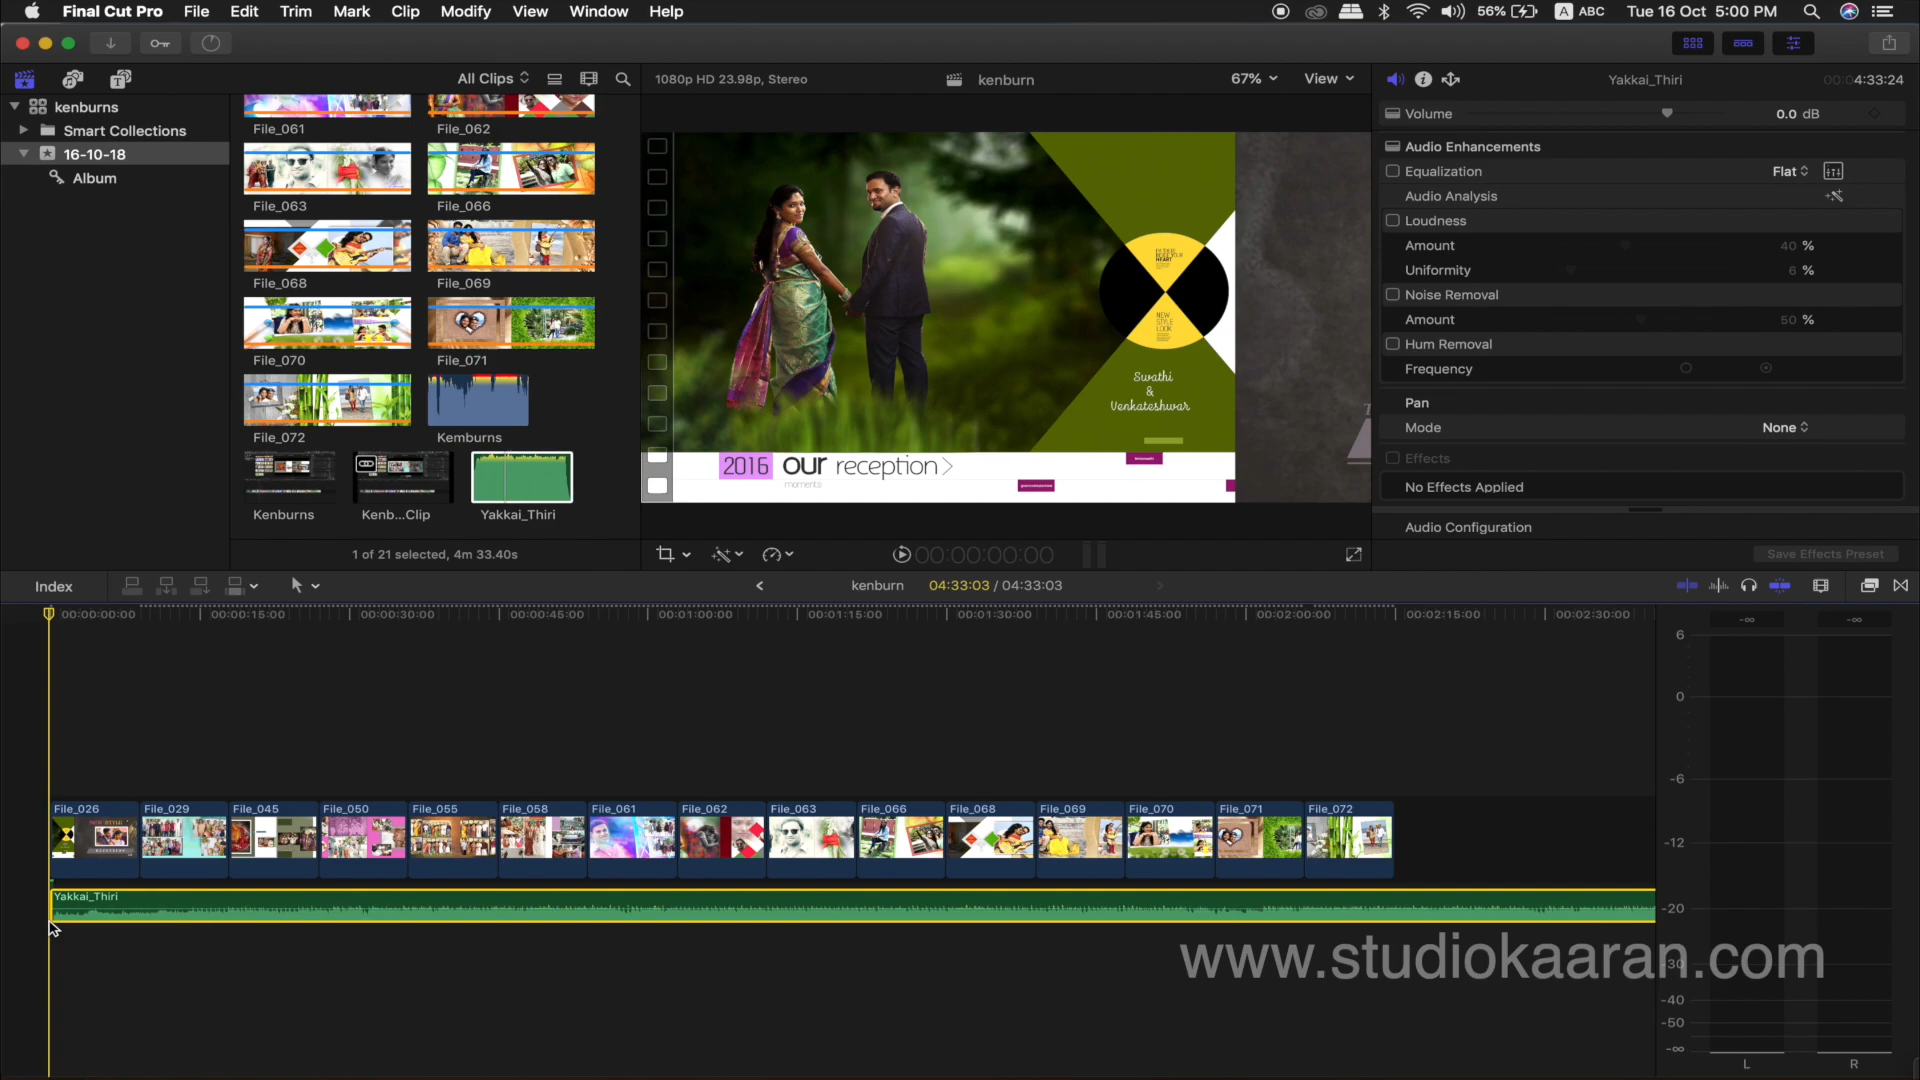 Final Cut Pro File Edit Trim Mark Clip Modify View Window Help
56% A ABC Tue 16 Oct 5:00 PM
All Clips
1080p HD 23.98p, Stereo
kenburn
67%
View
Yakkai_Thiri
00:00:04:33:24
kenburns
Smart Collections
16-10-18
Album
File_061
File_062
File_063
File_066
File_068
File_069
File_070
File_071
File_072
Kemburns
Kenburns
Kenb...Clip
Yakkai_Thiri
1 of 21 selected, 4m 33.40s
NEW
STYLE
LOOK
Swathi
&
Venkateshwar
2016 our reception >
moments
Volume 0.0 dB
Audio Enhancements
Equalization Flat
Audio Analysis
Loudness
Amount 40 %
Uniformity 6 %
Noise Removal
Amount 50 %
Hum Removal
Frequency
Pan
Mode None
Effects
No Effects Applied
Audio Configuration
Save Effects Preset
00:00:00:00
Index
kenburn 04:33:03 / 04:33:03
00:00:00:00 00:00:15:00 00:00:30:00 00:00:45:00 00:01:00:00 00:01:15:00 00:01:30:00 00:01:45:00 00:02:00:00 00:02:15:00 00:02:30:00
File_026 File_029 File_045 File_050 File_055 File_058 File_061 File_062 File_063 File_066 File_068 File_069 File_070 File_071 File_072
Yakkai_Thiri
-∞ -∞
6
0
-6
-12
-20
-30
-40
-50
-∞
L R
www.studiokaaran.com